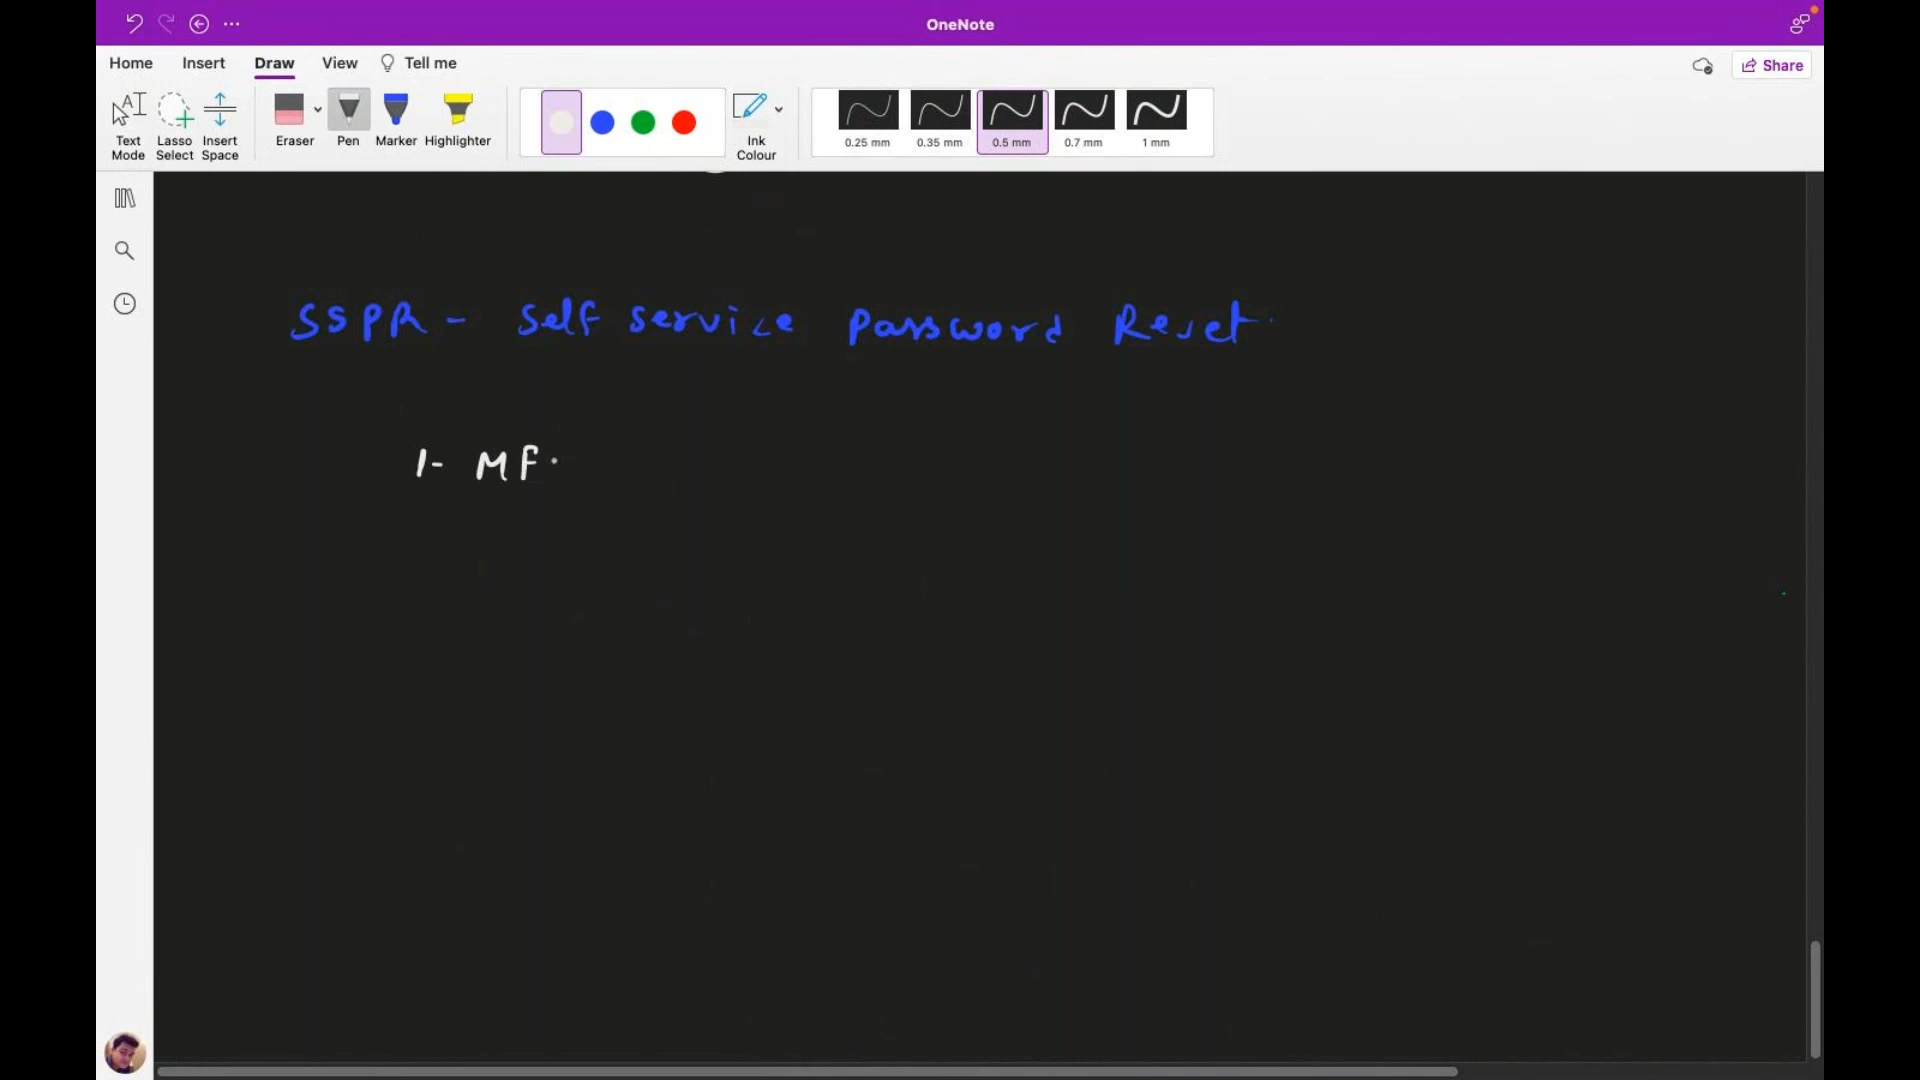 OneNote
Home Insert Draw View Tell me
Share
Text Mode
Lasso Select
Insert Space
Eraser
Pen
Marker
Highlighter
Ink Colour
0.25 mm
0.35 mm
0.5 mm
0.7 mm
1 mm
SSPR - Self service Password Reset.
1- MF